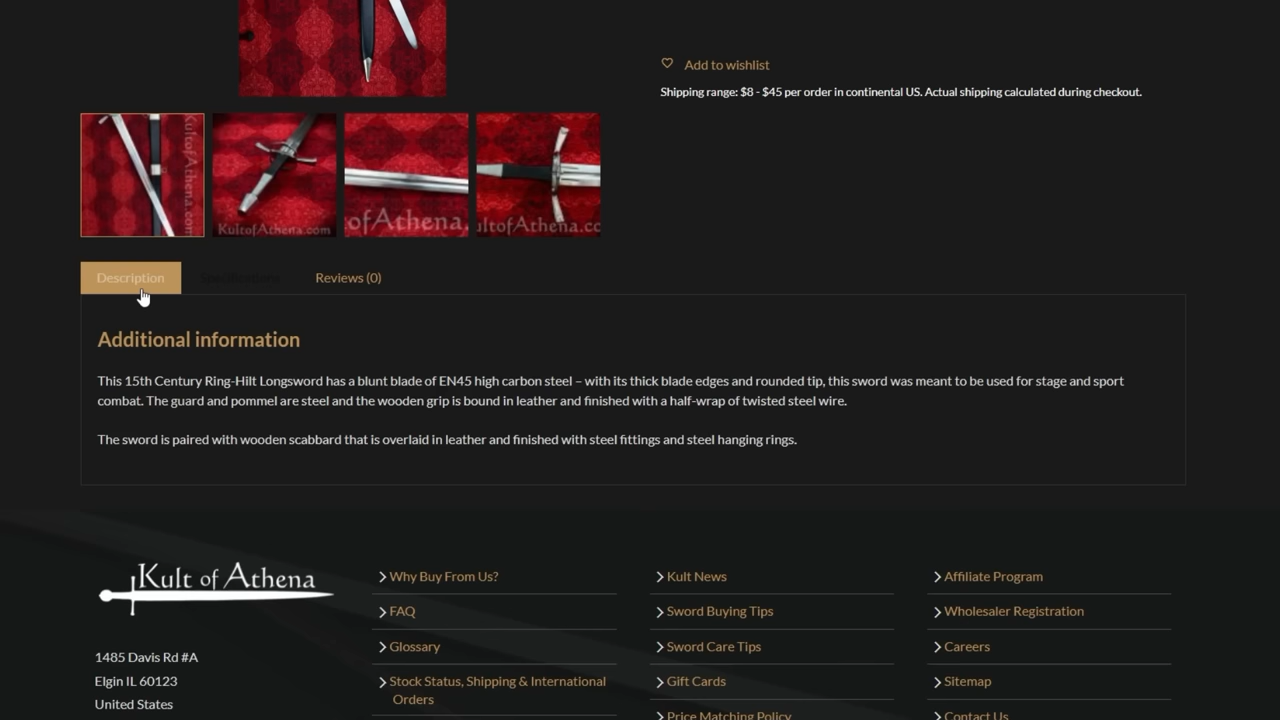 Add to wishlist
Shipping range: $8 - $45 per order in continental US. Actual shipping calculated during checkout.
KultofAthena.com
KultofAthena.com
ofAthena.
ultofAthena.co
Description
Specifications
Reviews (0)
Additional information
This 15th Century Ring-Hilt Longsword has a blunt blade of EN45 high carbon steel – with its thick blade edges and rounded tip, this sword was meant to be used for stage and sport
combat. The guard and pommel are steel and the wooden grip is bound in leather and finished with a half-wrap of twisted steel wire.
The sword is paired with wooden scabbard that is overlaid in leather and finished with steel fittings and steel hanging rings.
Kult of Athena
1485 Davis Rd #A
Elgin IL 60123
United States
Why Buy From Us?
FAQ
Glossary
Stock Status, Shipping & International
Orders
Kult News
Sword Buying Tips
Sword Care Tips
Gift Cards
Price Matching Policy
Affiliate Program
Wholesaler Registration
Careers
Sitemap
Contact Us